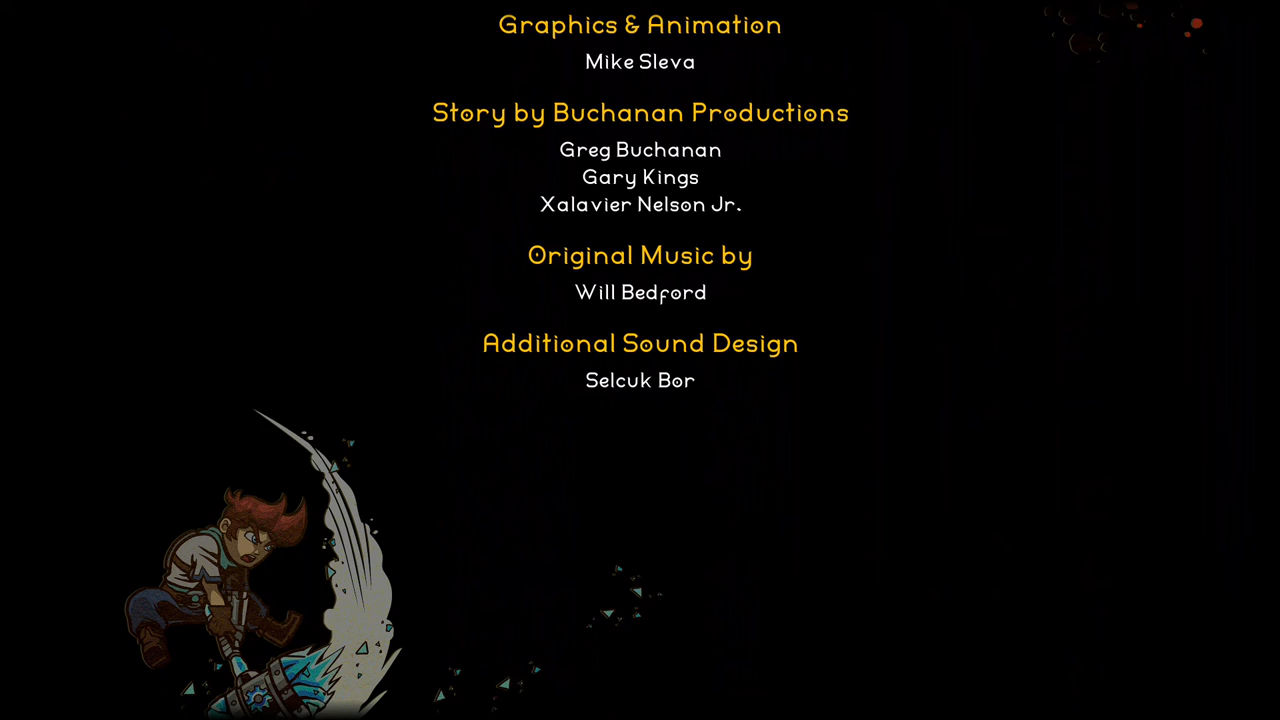 Graphics & Animation
Mike Sleva
Story by Buchanan Productions
Greg Buchanan
Gary Kings
Xalavier Nelson Jr.
Original Music by
Will Bedford
Additional Sound Design
Selcuk Bor